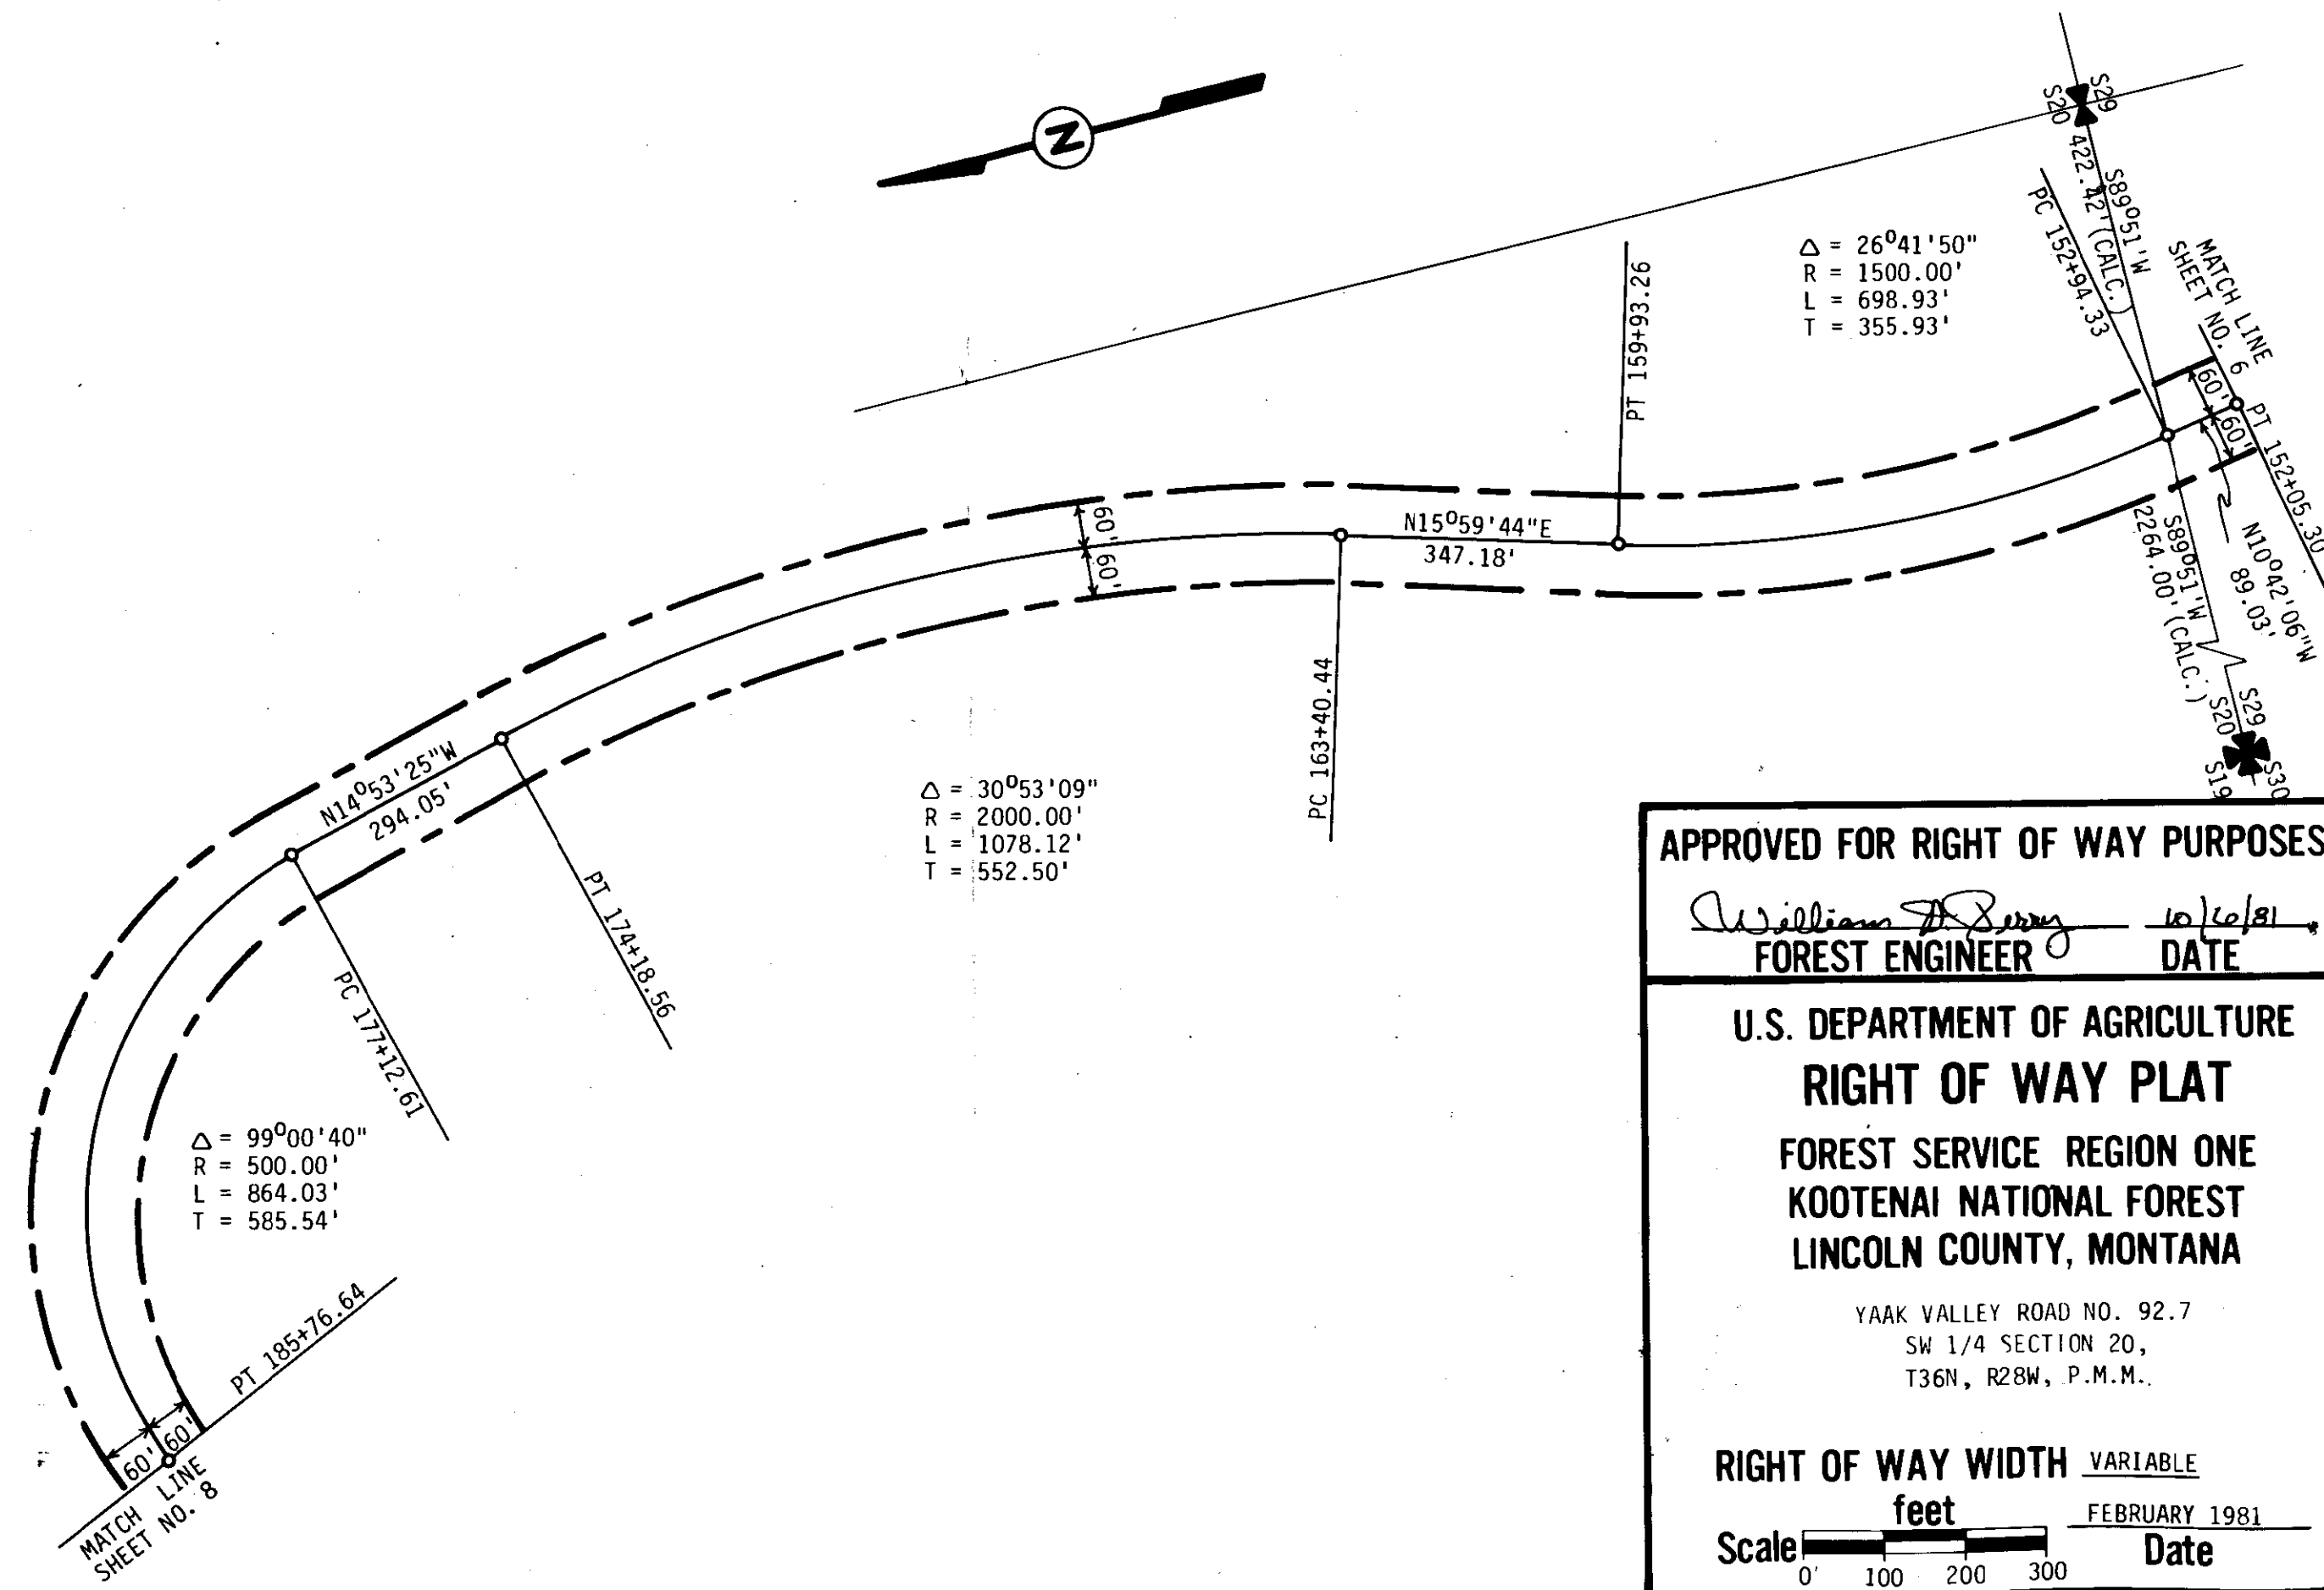 N
S20
S29
422.42' (CALC.)
S89°51'W
PC 152+94.33
MATCH LINE
SHEET NO. 6
60'
60'
PT 152+05.30
N10°42'06"W
89.03'
S89°51'W
2264.00' (CALC.)
S20
S29
S19
S30
Δ = 26°41'50"
R = 1500.00'
L = 698.93'
T = 355.93'
PT 159+93.26
N15°59'44"E
347.18'
PC 163+40.44
60'
60'
Δ = 30°53'09"
R = 2000.00'
L = 1078.12'
T = 552.50'
PT 174+18.56
N14°53'25"W
294.05'
PC 177+12.61
Δ = 99°00'40"
R = 500.00'
L = 864.03'
T = 585.54'
PT 185+76.64
60'
60'
MATCH LINE
SHEET NO. 8
APPROVED FOR RIGHT OF WAY PURPOSES
William D. Perry 10/6/81
FOREST ENGINEER DATE
U.S. DEPARTMENT OF AGRICULTURE
RIGHT OF WAY PLAT
FOREST SERVICE REGION ONE
KOOTENAI NATIONAL FOREST
LINCOLN COUNTY, MONTANA
YAAK VALLEY ROAD NO. 92.7
SW 1/4 SECTION 20,
T36N, R28W, P.M.M.
RIGHT OF WAY WIDTH VARIABLE
feet
FEBRUARY 1981
Scale
Date
0' 100 200 300